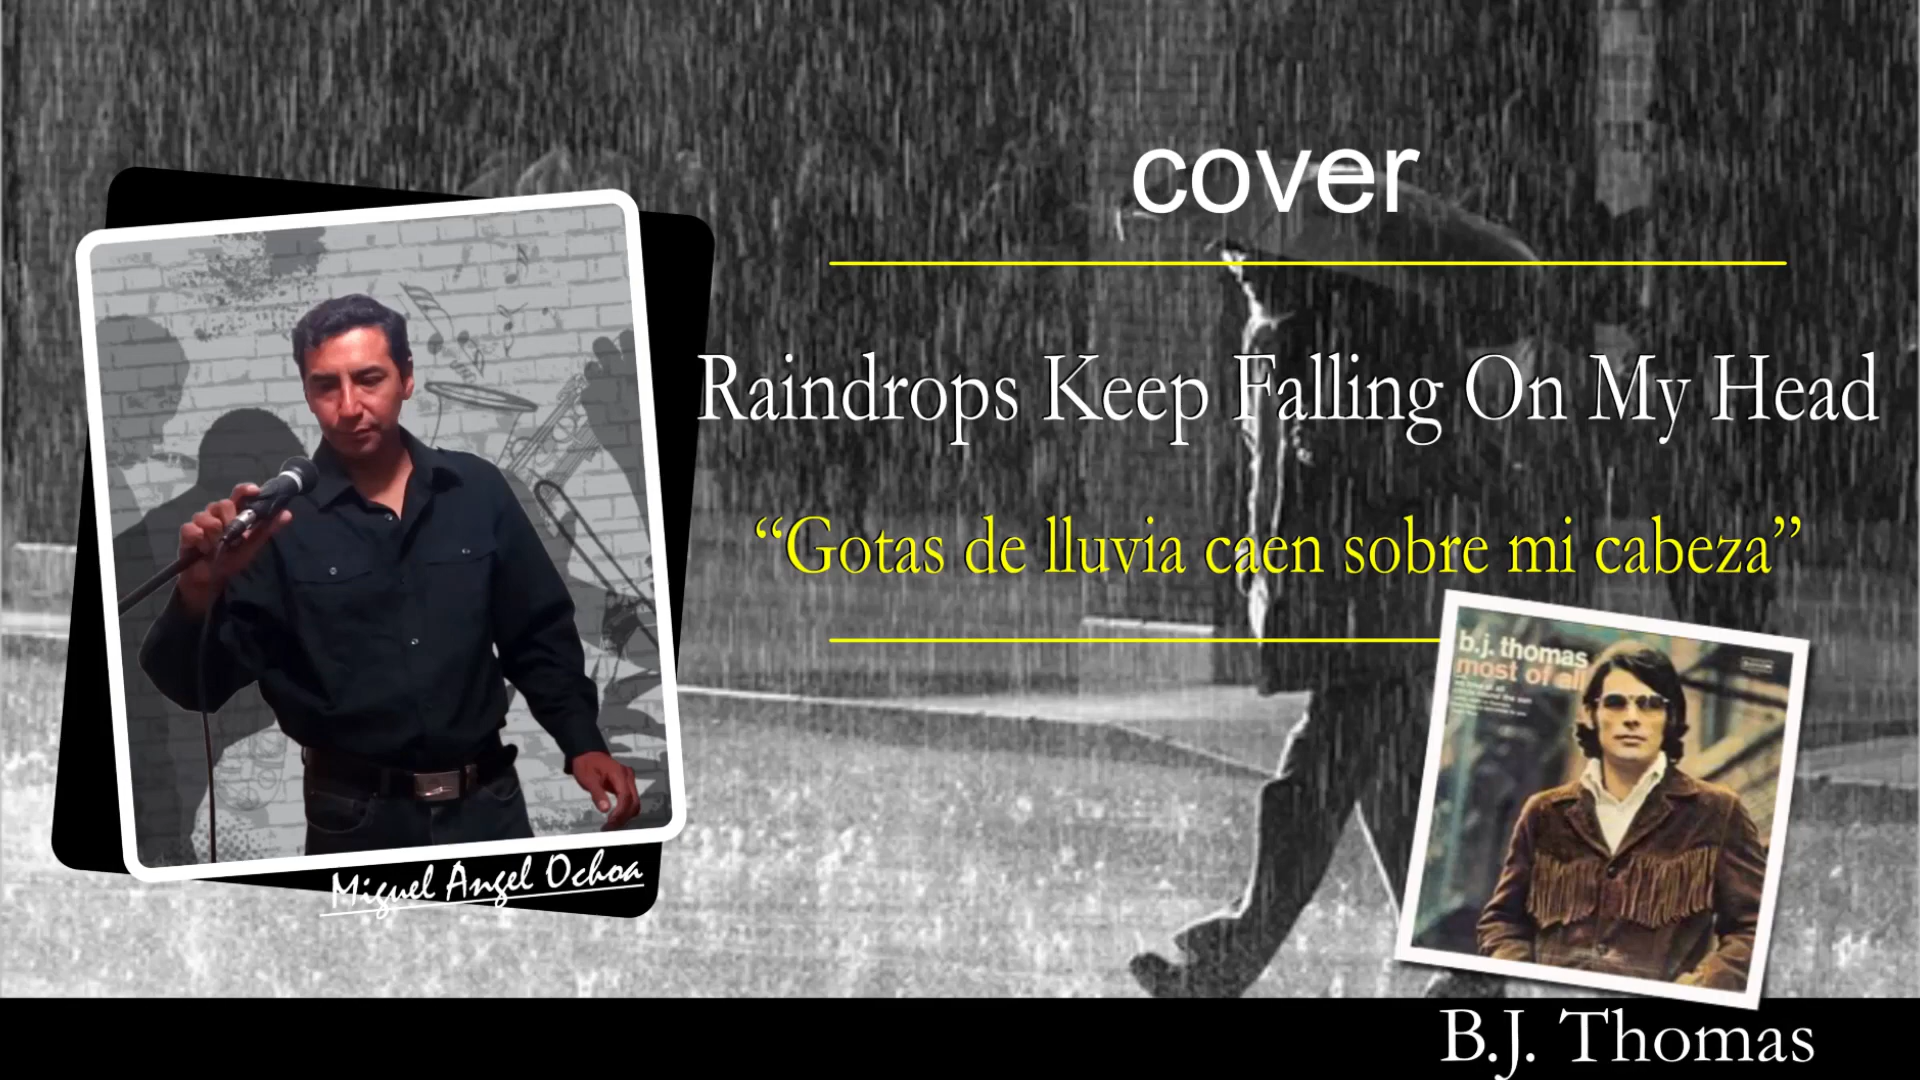 cover
Raindrops Keep Falling On My Head
“Gotas de lluvia caen sobre mi cabeza”
Miguel Angel Ochoa
b.j. thomas
most of all
B.J. Thomas